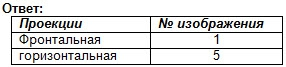 Ответ:
Проекции № изображения
Фронтальная 1
горизонтальная 5